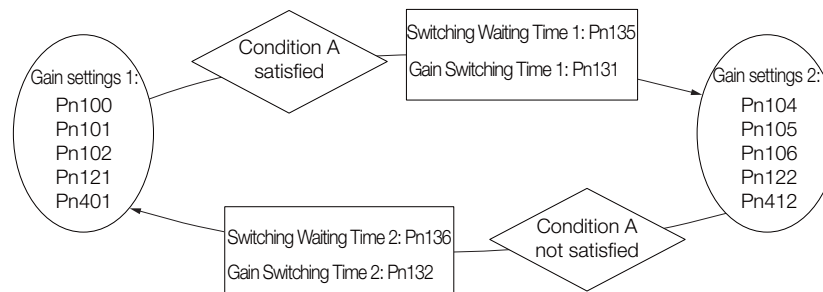 Gain settings 1:
Pn100
Pn101
Pn102
Pn121
Pn401
Condition A
satisfied
Switching Waiting Time 1: Pn135
Gain Switching Time 1: Pn131
Gain settings 2:
Pn104
Pn105
Pn106
Pn122
Pn412
Condition A
not satisfied
Switching Waiting Time 2: Pn136
Gain Switching Time 2: Pn132